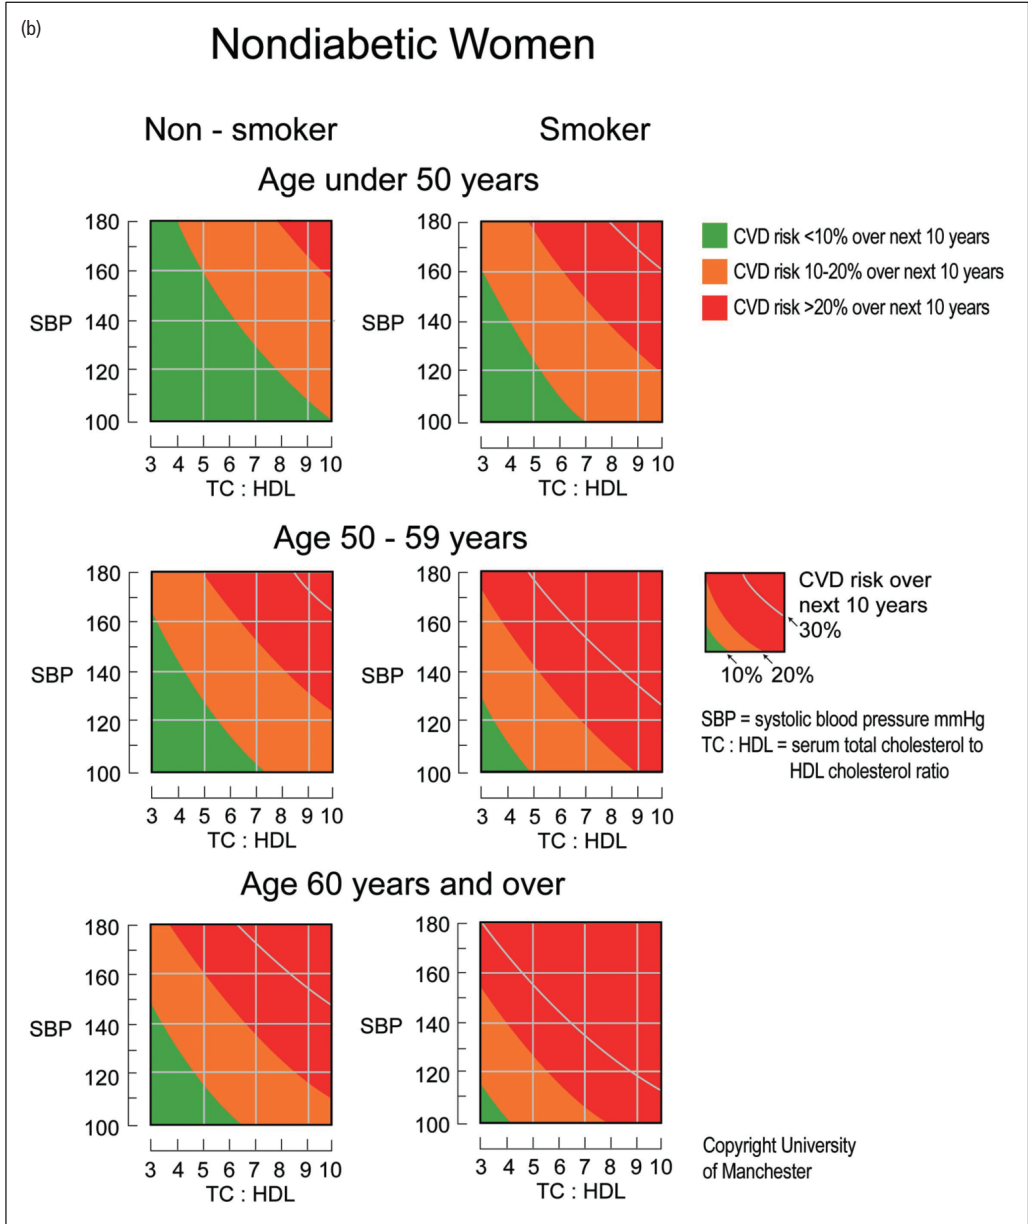 (b)
Nondiabetic Women
Non - smoker
Smoker
Age under 50 years
180
160
SBP
140
120
100
3 4 5 6 7 8 9 10
TC : HDL
180
160
SBP
140
120
100
3 4 5 6 7 8 9 10
TC : HDL
CVD risk <10% over next 10 years
CVD risk 10-20% over next 10 years
CVD risk >20% over next 10 years
Age 50 - 59 years
180
160
SBP
140
120
100
3 4 5 6 7 8 9 10
TC : HDL
180
160
SBP
140
120
100
3 4 5 6 7 8 9 10
TC : HDL
CVD risk over
next 10 years
30%
10% 20%
SBP = systolic blood pressure mmHg
TC : HDL = serum total cholesterol to
HDL cholesterol ratio
Age 60 years and over
180
160
SBP
140
120
100
3 4 5 6 7 8 9 10
TC : HDL
180
160
SBP
140
120
100
3 4 5 6 7 8 9 10
TC : HDL
Copyright University
of Manchester